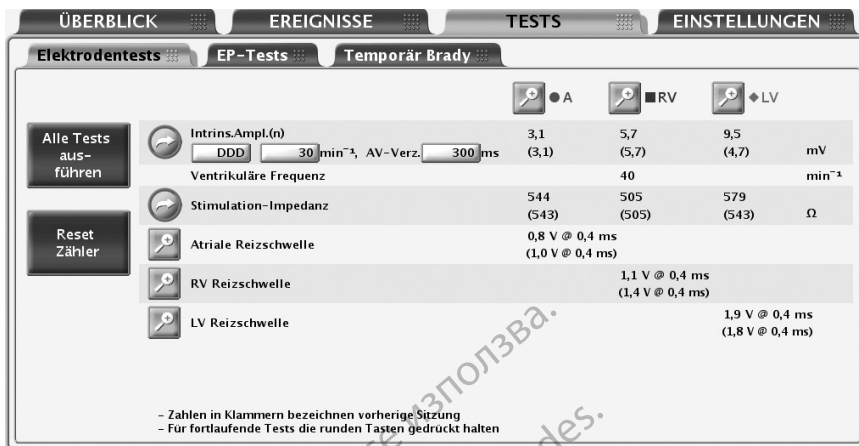 ÜBERBLICK EREIGNISSE TESTS EINSTELLUNGEN
Elektrodentests EP-Tests Temporär Brady
A RV LV
Alle Tests aus- führen
Intrins.Ampl.(n) 3,1 5,7 9,5
DDD 30 min⁻¹, AV-Verz. 300 ms (3,1) (5,7) (4,7) mV
Ventrikuläre Frequenz 40 min⁻¹
Stimulation-Impedanz 544 505 579
(543) (505) (543) Ω
Reset Zähler
Atriale Reizschwelle 0,8 V @ 0,4 ms
(1,0 V @ 0,4 ms)
RV Reizschwelle 1,1 V @ 0,4 ms
(1,4 V @ 0,4 ms)
LV Reizschwelle 1,9 V @ 0,4 ms
(1,8 V @ 0,4 ms)
- Zahlen in Klammern bezeichnen vorherige Sitzung
- Für fortlaufende Tests die runden Tasten gedrückt halten